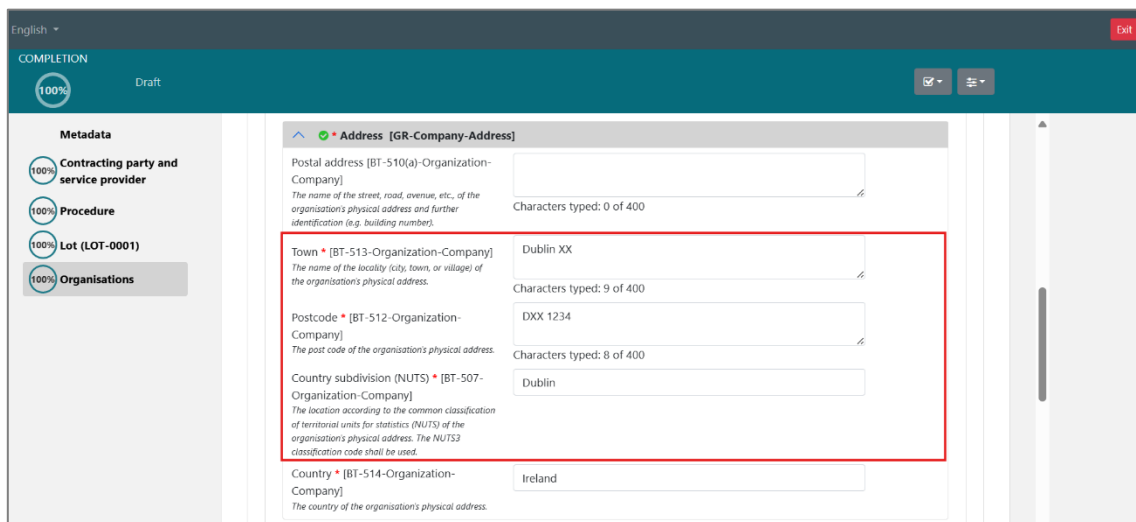 English
Exit
COMPLETION
100%
Draft
Metadata
100% Contracting party and
service provider
100% Procedure
100% Lot (LOT-0001)
100% Organisations
* Address [GR-Company-Address]
Postal address [BT-510(a)-Organization-
Company]
The name of the street, road, avenue, etc., of the
organisation's physical address and further
identification (e.g. building number).
Characters typed: 0 of 400
Town * [BT-513-Organization-Company]
The name of the locality (city, town, or village) of
the organisation's physical address.
Dublin XX
Characters typed: 9 of 400
Postcode * [BT-512-Organization-
Company]
The post code of the organisation's physical address.
DXX 1234
Characters typed: 8 of 400
Country subdivision (NUTS) * [BT-507-
Organization-Company]
The location according to the common classification
of territorial units for statistics (NUTS) of the
organisation's physical address. The NUTS3
classification code shall be used.
Dublin
Country * [BT-514-Organization-
Company]
The country of the organisation's physical address.
Ireland